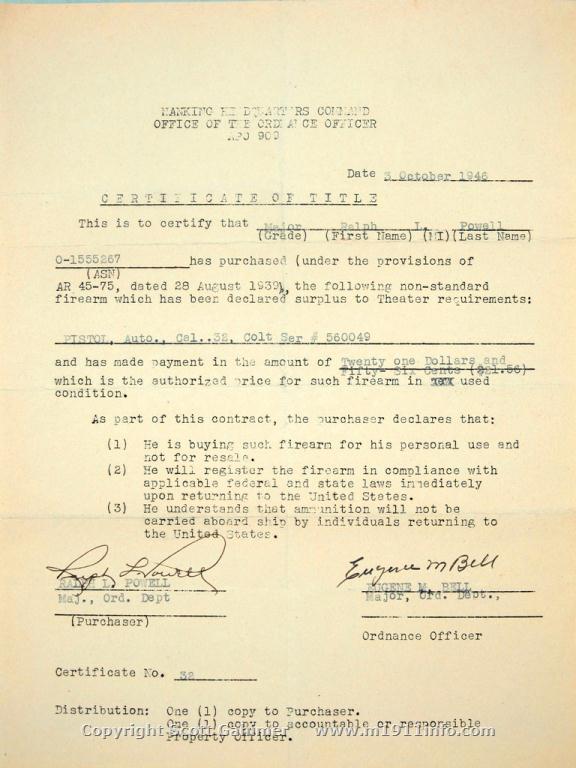 NANKING HEADQUARTERS COMMAND
OFFICE OF THE ORDNANCE OFFICER
APO 909
Date 3 October 1946
CERTIFICATE OF TITLE
This is to certify that Major Ralph L. Powell
(Grade) (First Name) (MI)(Last Name)
O-1555267 has purchased (under the provisions of
(ASN)
AR 45-75, dated 28 August 1939), the following non-standard
firearm which has been declared surplus to Theater requirements:
PISTOL, Auto., Cal..32, Colt Ser # 560049
and has made payment in the amount of Twenty one Dollars and
Fifty-Six Cents ($21.56)
which is the authorized price for such firearm in used
condition.
As part of this contract, the purchaser declares that:
(1) He is buying such firearm for his personal use and
not for resale.
(2) He will register the firearm in compliance with
applicable federal and state laws immediately
upon returning to the United States.
(3) He understands that ammunition will not be
carried aboard ship by individuals returning to
the United States.
Ralph L Powell
Eugene M Bell
RALPH L. POWELL
EUGENE M. BELL
Maj., Ord. Dept
Major, Ord. Dept.,
(Purchaser)
Ordnance Officer
Certificate No. 32
Distribution: One (1) copy to Purchaser.
One (1) copy to accountable or responsible
Property Officer.
Copyright Scott Gahimer www.m1911info.com